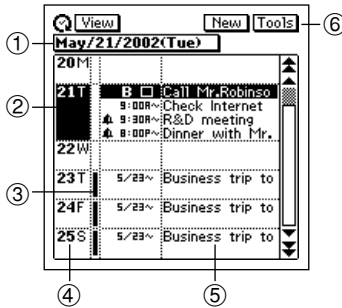 View New Tools ⑥
① May/21/2002(Tue)
20M
② 21T B Call Mr.Robinso
9:00A~ Check Internet
9:30A~ R&D meeting
8:00P~ Dinner with Mr.
22W
③ 23T 5/23~ Business trip to
24F 5/23~ Business trip to
25S 5/23~ Business trip to
④ ⑤